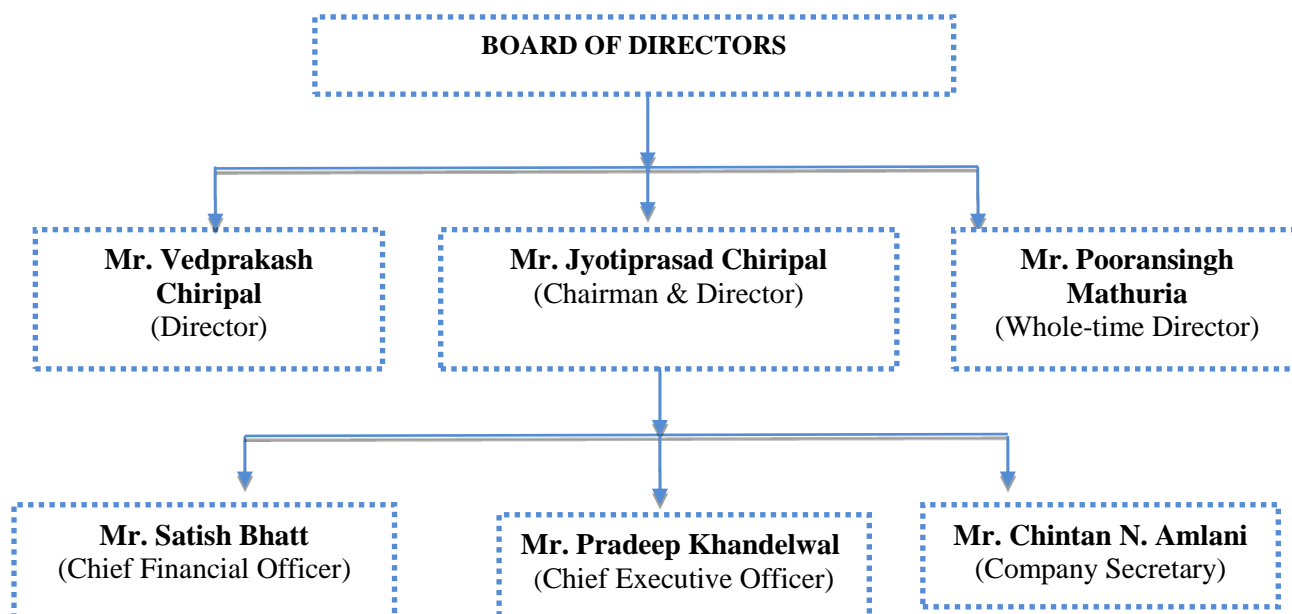 BOARD OF DIRECTORS
Mr. Vedprakash
Chiripal
(Director)
Mr. Jyotiprasad Chiripal
(Chairman & Director)
Mr. Pooransingh
Mathuria
(Whole-time Director)
Mr. Satish Bhatt
(Chief Financial Officer)
Mr. Pradeep Khandelwal
(Chief Executive Officer)
Mr. Chintan N. Amlani
(Company Secretary)